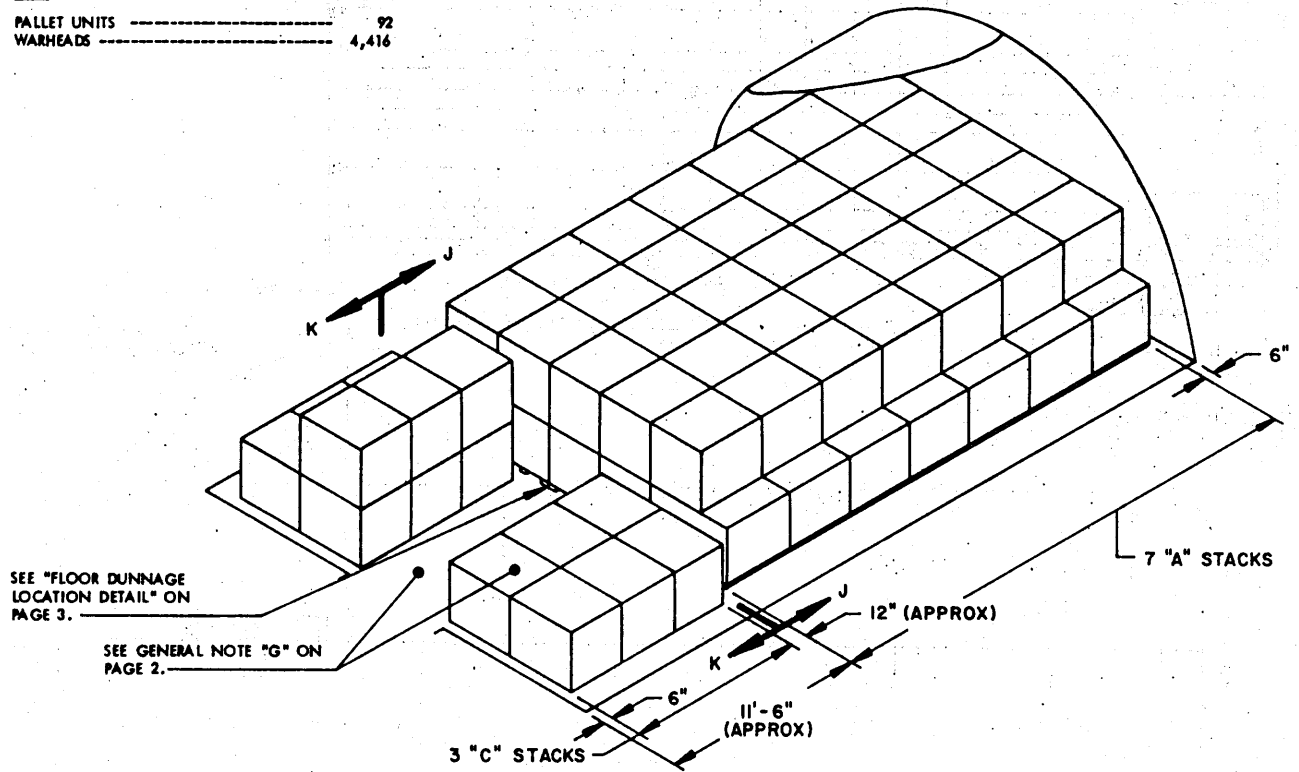 PALLET UNITS ------------------------------ 92
WARHEADS ------------------------------ 4,416
J
K
6"
7 "A" STACKS
SEE "FLOOR DUNNAGE
LOCATION DETAIL" ON
PAGE 3.
J
12" (APPROX)
SEE GENERAL NOTE "G" ON
PAGE 2.
K
6"
11'-6"
(APPROX)
3 "C" STACKS